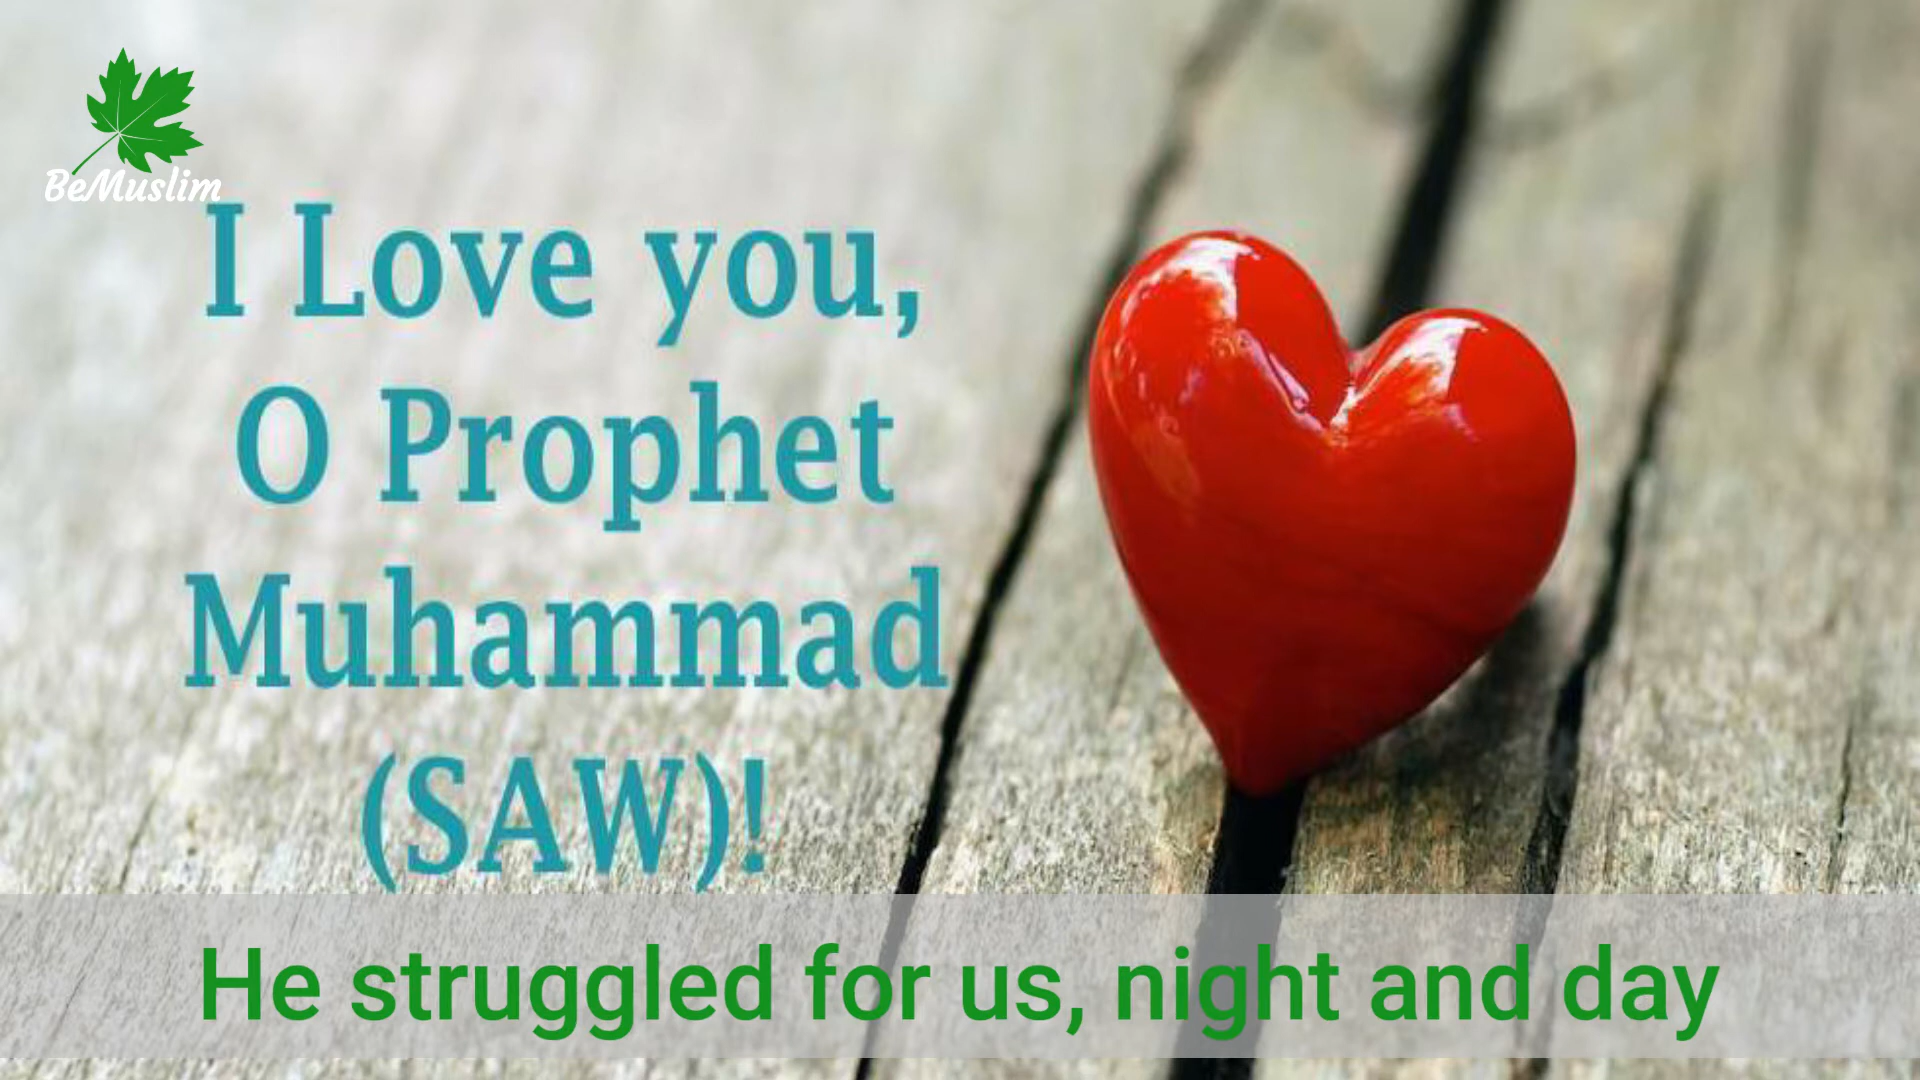 BeMuslim
I Love you,
O Prophet
Muhammad
(SAW)!
He struggled for us, night and day